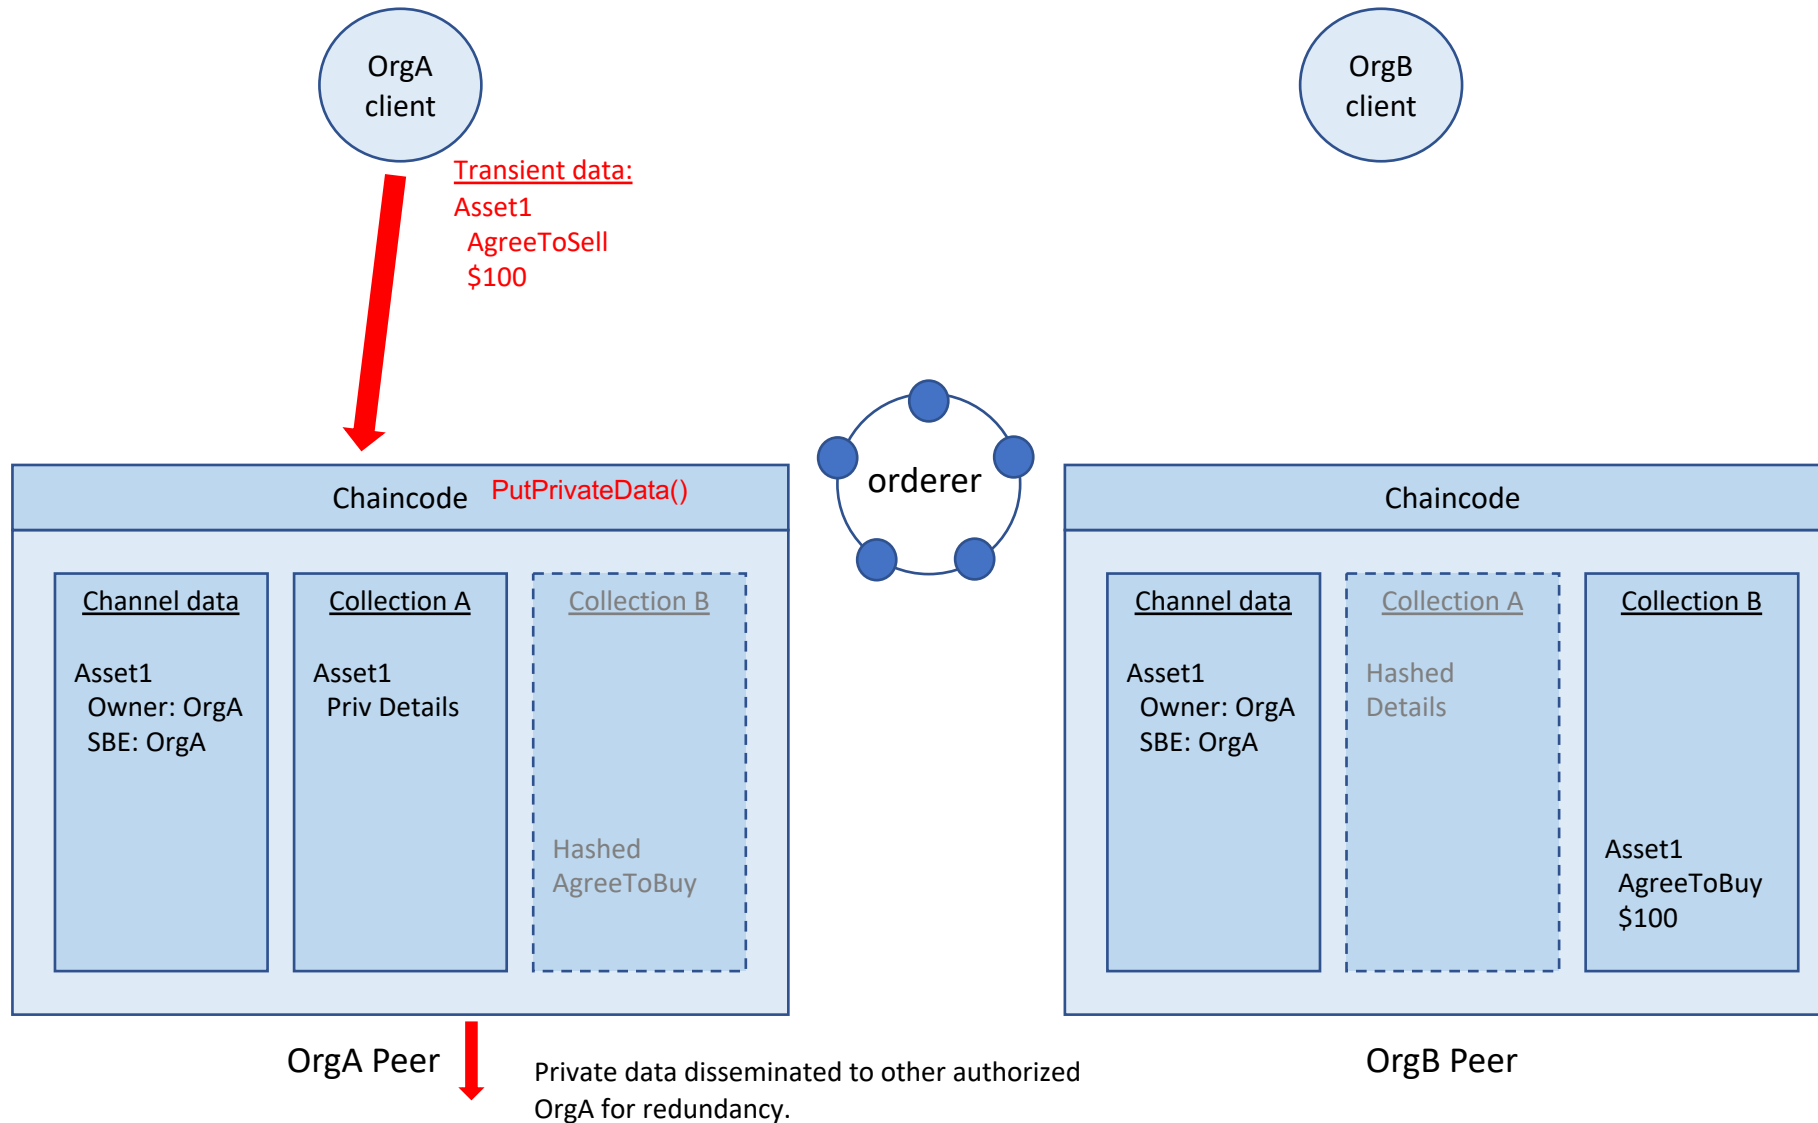 OrgA
client
OrgB
client
Transient data:
Asset1
AgreeToSell
$100
orderer
Chaincode PutPrivateData()
Channel data
Asset1
Owner: OrgA
SBE: OrgA
Collection A
Asset1
Priv Details
Collection B
Hashed
AgreeToBuy
Chaincode
Channel data
Asset1
Owner: OrgA
SBE: OrgA
Collection A
Hashed
Details
Collection B
Asset1
AgreeToBuy
$100
OrgA Peer
Private data disseminated to other authorized
OrgA for redundancy.
OrgB Peer